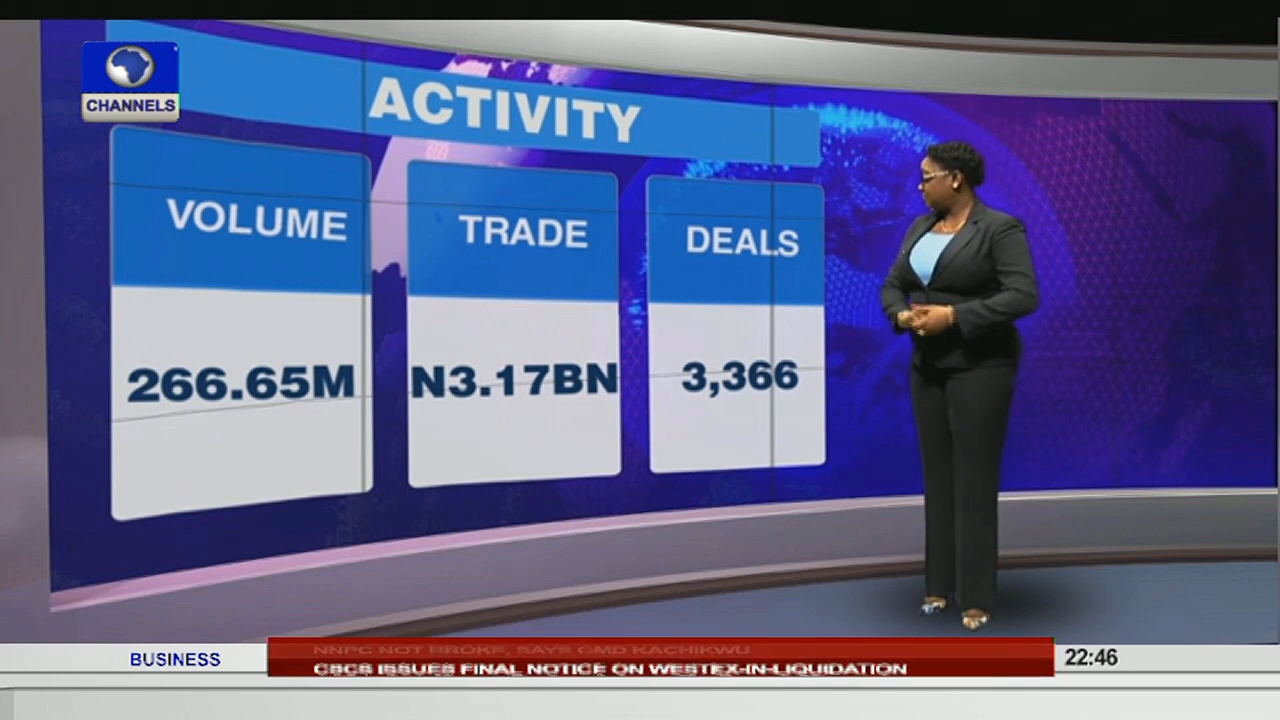 CHANNELS
ACTIVITY
VOLUME
TRADE
DEALS
266.65M
N3.17BN
3,366
BUSINESS
NNPC NOT BROKE, SAYS GMD KACHIKWU
CSCS ISSUES FINAL NOTICE ON WESTEX-IN-LIQUIDATION
22:46